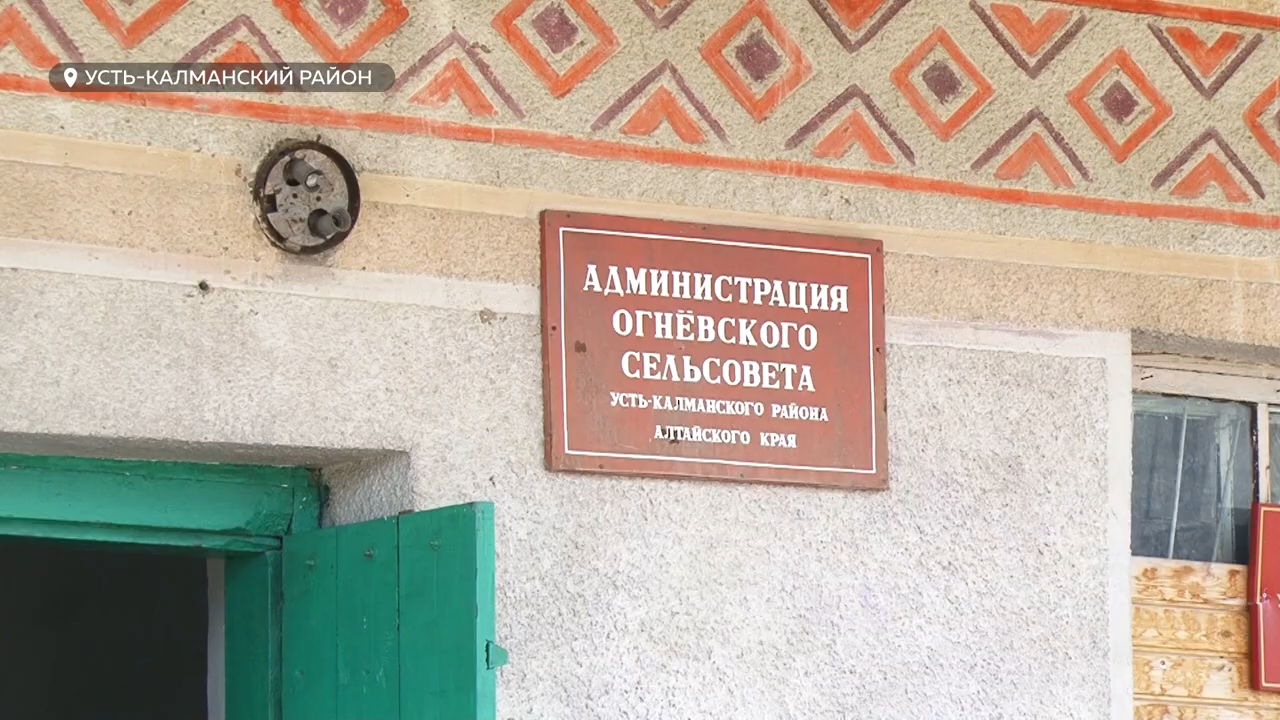 УСТЬ-КАЛМАНСКИЙ РАЙОН
АДМИНИСТРАЦИЯ
ОГНЁВСКОГО
СЕЛЬСОВЕТА
УСТЬ-КАЛМАНСКОГО РАЙОНА
АЛТАЙСКОГО КРАЯ